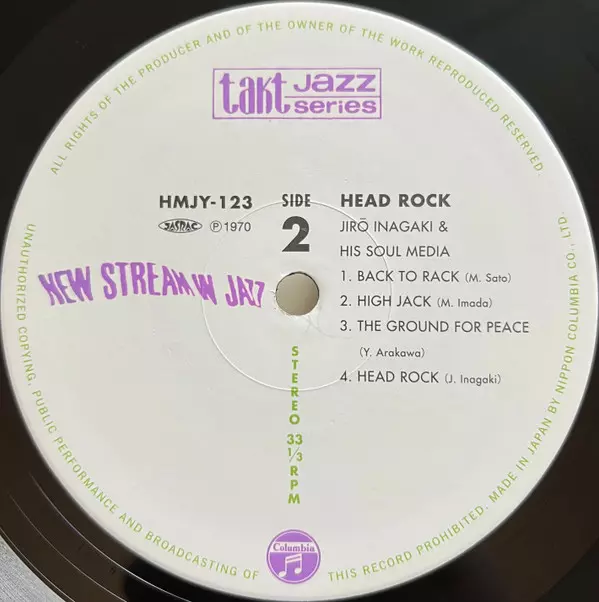 ALL RIGHTS OF THE PRODUCER AND OF THE OWNER OF THE WORK REPRODUCED RESERVED.
UNAUTHORIZED COPYING, PUBLIC PERFORMANCE AND BROADCASTING OF THIS RECORD PROHIBITED. MADE IN JAPAN BY NIPPON COLUMBIA CO., LTD.
takt JAZZ
series
HMJY-123
JASRAC ℗1970
SIDE
2
HEAD ROCK
JIRŌ INAGAKI &
HIS SOUL MEDIA
1. BACK TO RACK (M. Sato)
2. HIGH JACK (M. Imada)
3. THE GROUND FOR PEACE
(Y. Arakawa)
4. HEAD ROCK (J. Inagaki)
NEW STREAM IN JAZZ
STEREO 33 1/3 RPM
Columbia